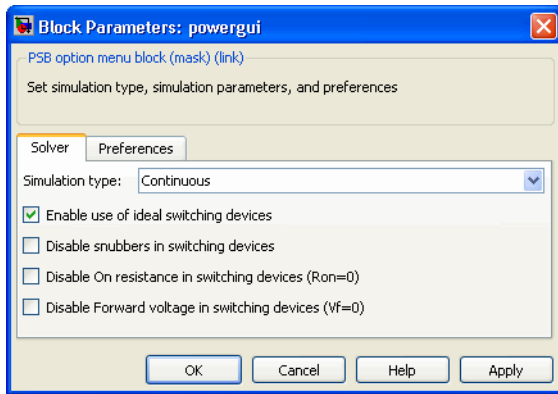 Block Parameters: powergui
PSB option menu block (mask) (link)
Set simulation type, simulation parameters, and preferences
Solver Preferences
Simulation type: Continuous
Enable use of ideal switching devices
Disable snubbers in switching devices
Disable On resistance in switching devices (Ron=0)
Disable Forward voltage in switching devices (Vf=0)
OK Cancel Help Apply